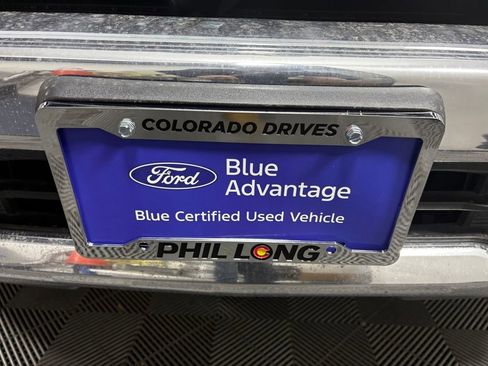 COLORADO DRIVES
Ford
Blue
Advantage
Blue Certified Used Vehicle
PHIL LONG